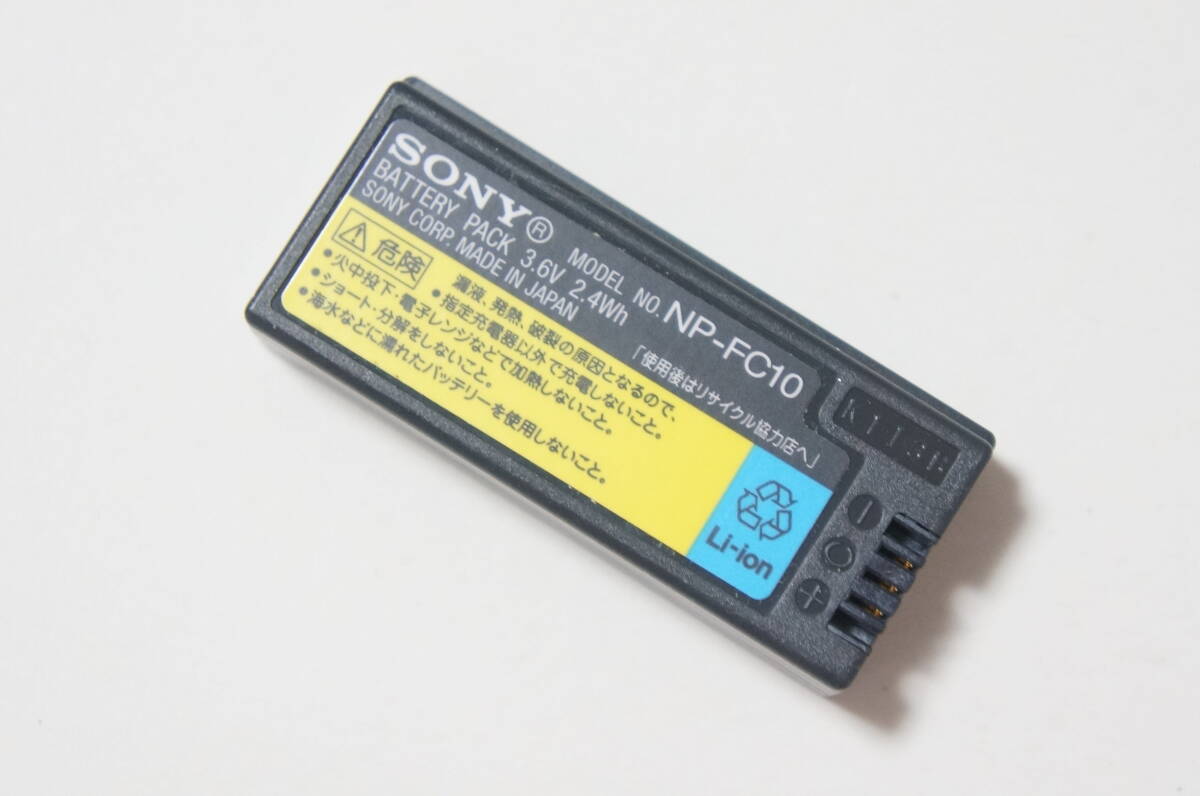 SONY®
BATTERY PACK 3.6V 2.4Wh
MODEL NO. NP-FC10
SONY CORP. MADE IN JAPAN
「使用後はリサイクル協力店へ」
⚠危険
漏液、発熱、破裂の原因となるので、
•指定充電器以外で充電しないこと。
•火中投下・電子レンジなどで加熱しないこと。
•ショート・分解をしないこと。
•海水などに濡れたバッテリーを使用しないこと。
Li-ion
−
+